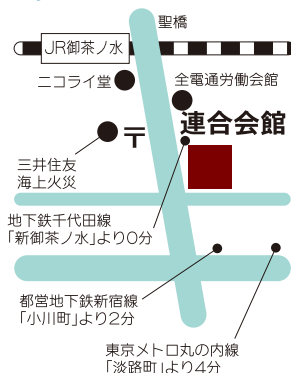 聖橋
JR御茶ノ水
ニコライ堂
全電通労働会館
〒
連合会館
三井住友
海上火災
地下鉄千代田線
「新御茶ノ水」より0分
都営地下鉄新宿線
「小川町」より2分
東京メトロ丸の内線
「淡路町」より4分